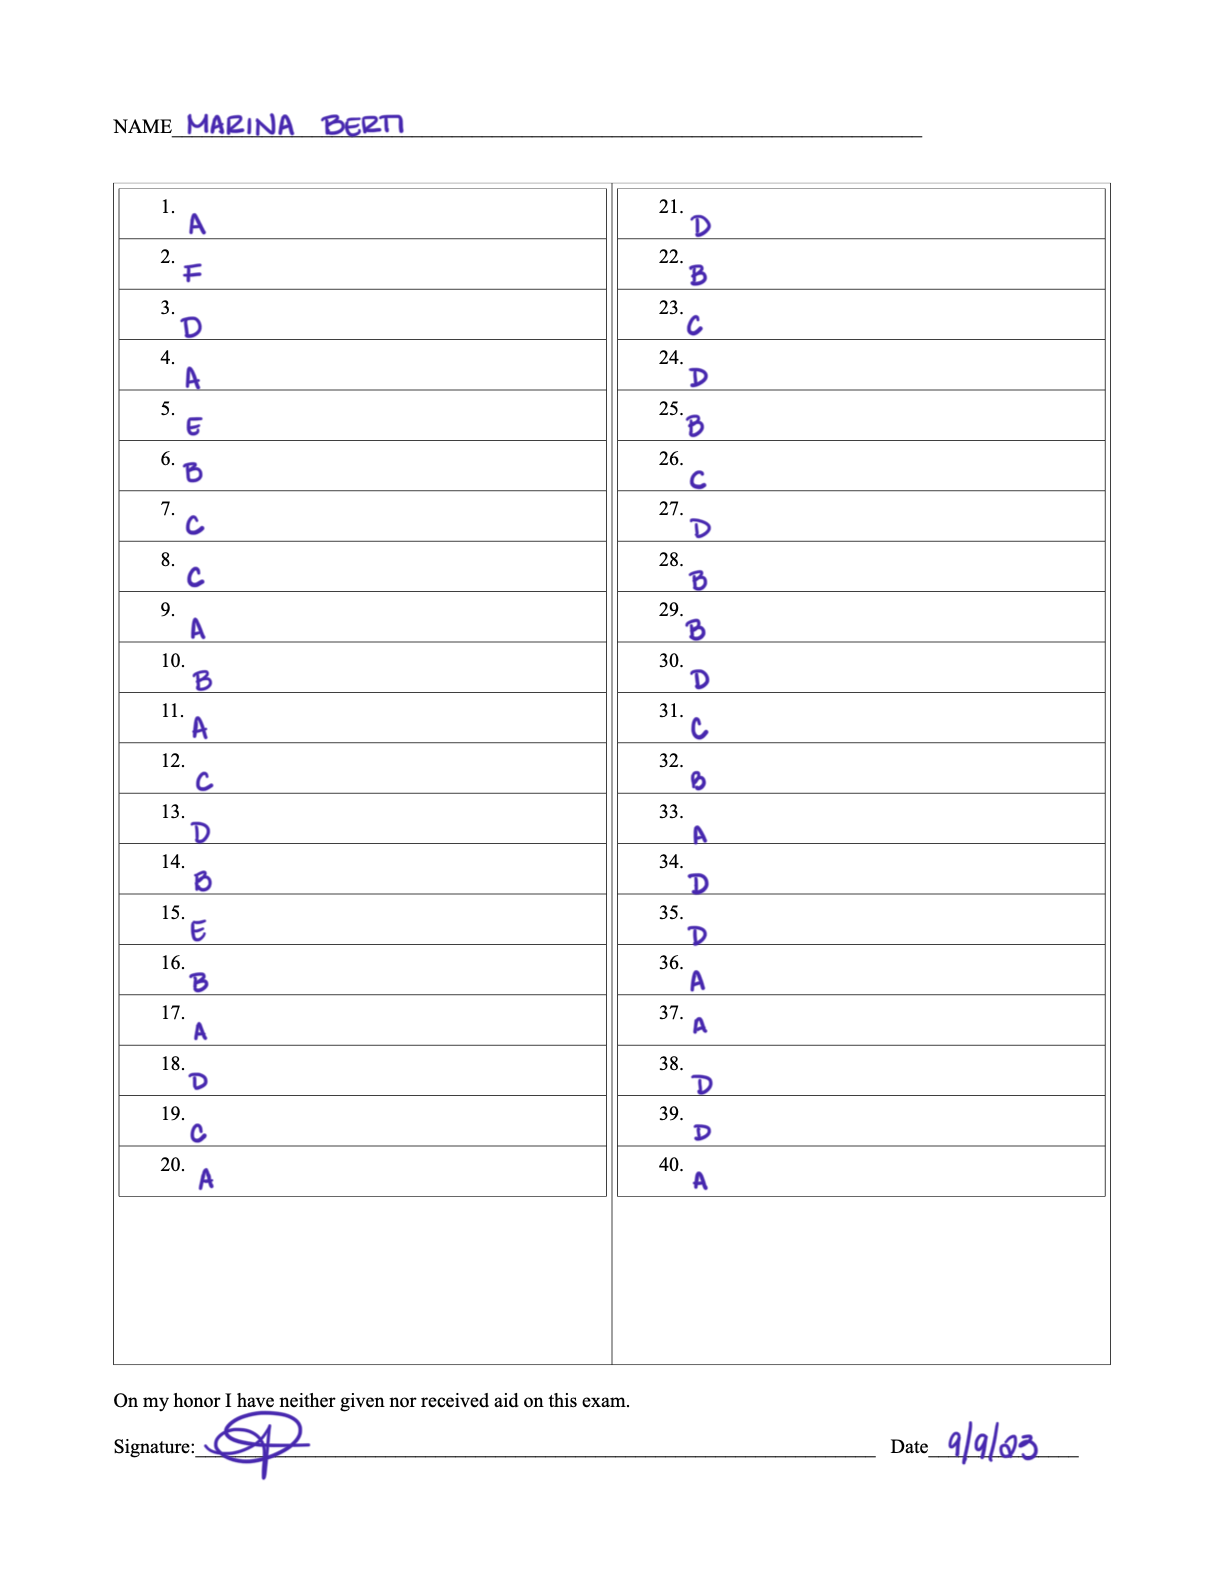 NAME MARINA BERTI
1. A
2. F
3. D
4. A
5. E
6. B
7. C
8. C
9. A
10. B
11. A
12. C
13. D
14. B
15. E
16. B
17. A
18. D
19. C
20. A
21. D
22. B
23. C
24. D
25. B
26. C
27. D
28. B
29. B
30. D
31. C
32. B
33. A
34. D
35. D
36. A
37. A
38. D
39. D
40. A
On my honor I have neither given nor received aid on this exam.
Signature: Date 9/9/23